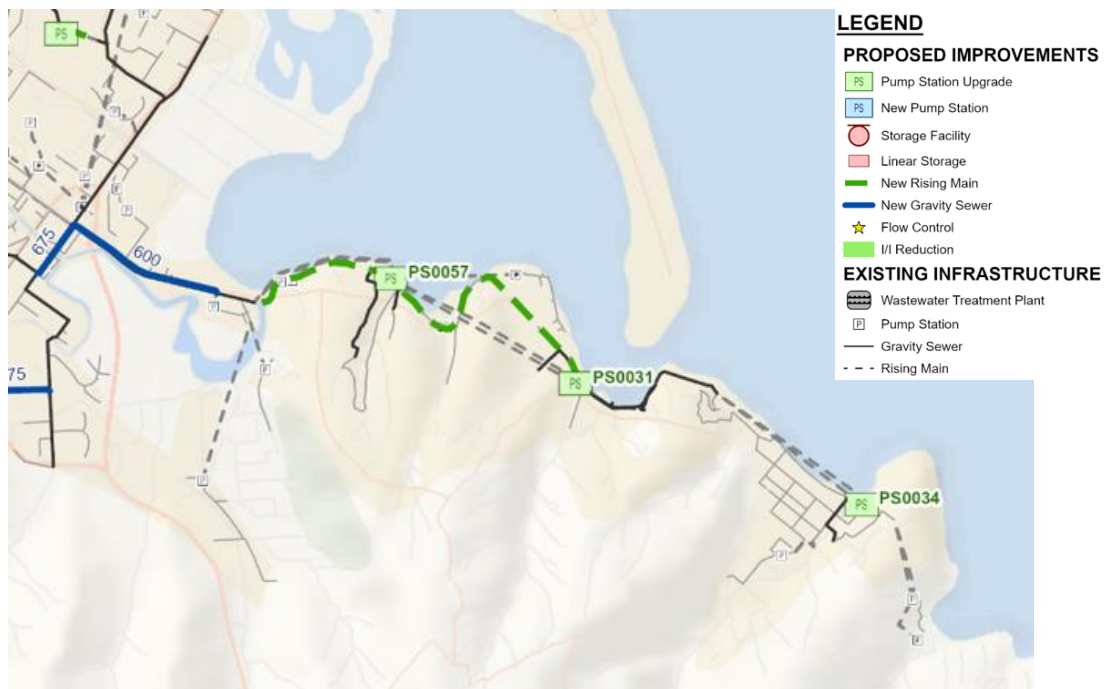 PS
675
600
75
PS
PS0057
PS
PS0031
PS
PS0034
P
P
P
P
P
P
P
P
P
P
LEGEND
PROPOSED IMPROVEMENTS
PS Pump Station Upgrade
PS New Pump Station
Storage Facility
Linear Storage
New Rising Main
New Gravity Sewer
Flow Control
I/I Reduction
EXISTING INFRASTRUCTURE
Wastewater Treatment Plant
P Pump Station
Gravity Sewer
Rising Main